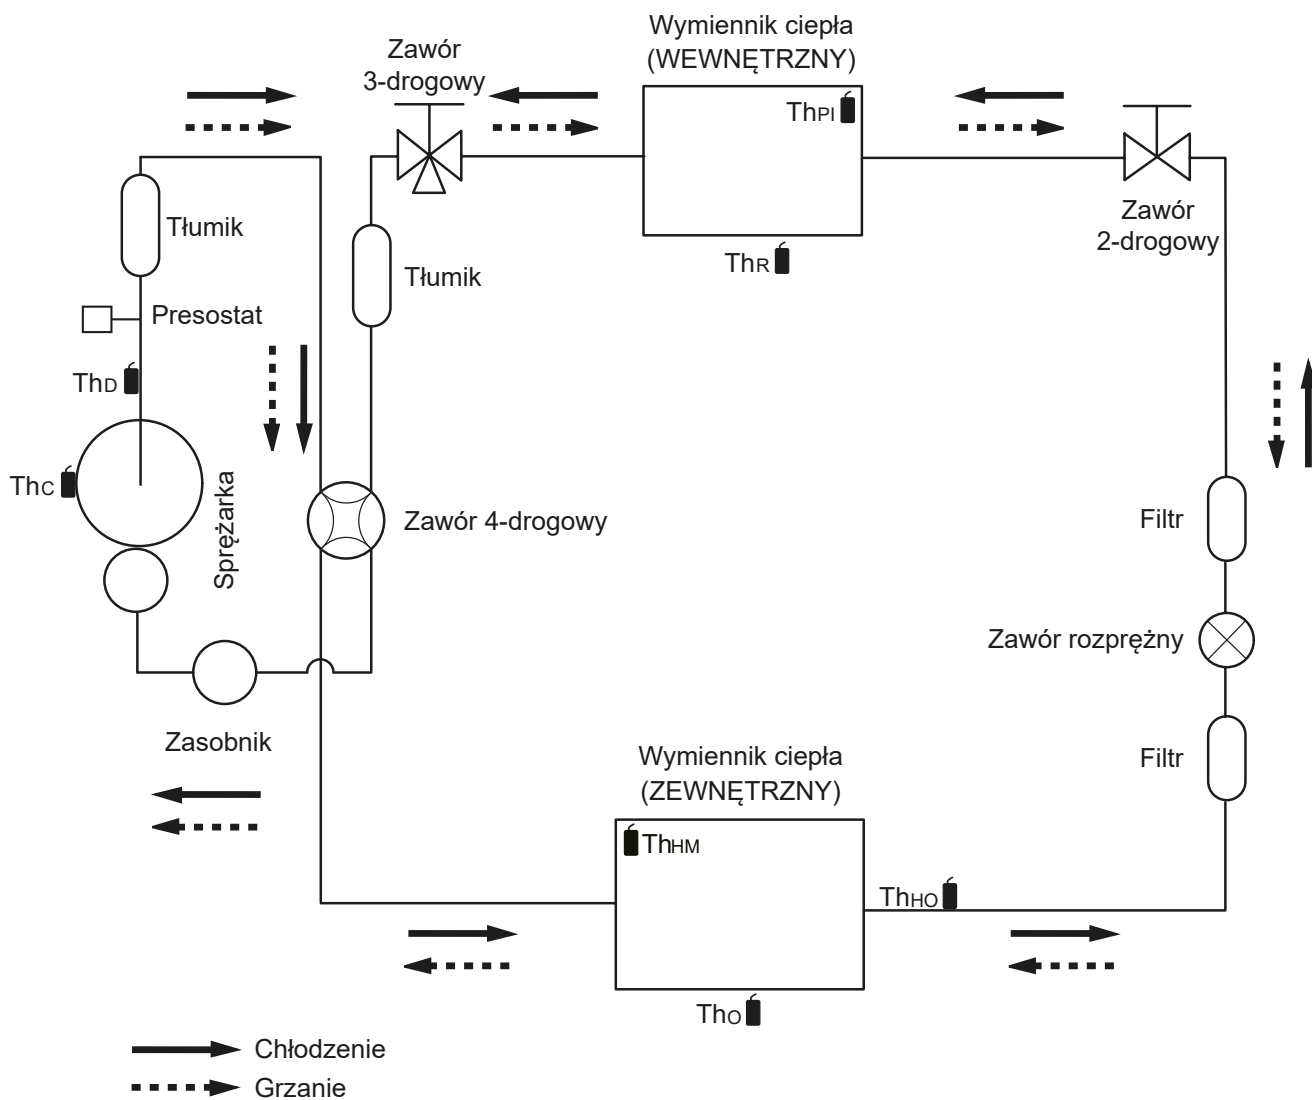 Wymiennik ciepła
(WEWNĘTRZNY)
Zawór
3-drogowy
ThPI
Tłumik
Zawór
2-drogowy
ThR
Tłumik
Presostat
ThD
ThC
Sprężarka
Zawór 4-drogowy
Filtr
Zawór rozprężny
Zasobnik
Wymiennik ciepła
(ZEWNĘTRZNY)
Filtr
ThHM
ThHO
ThO
Chłodzenie
Grzanie